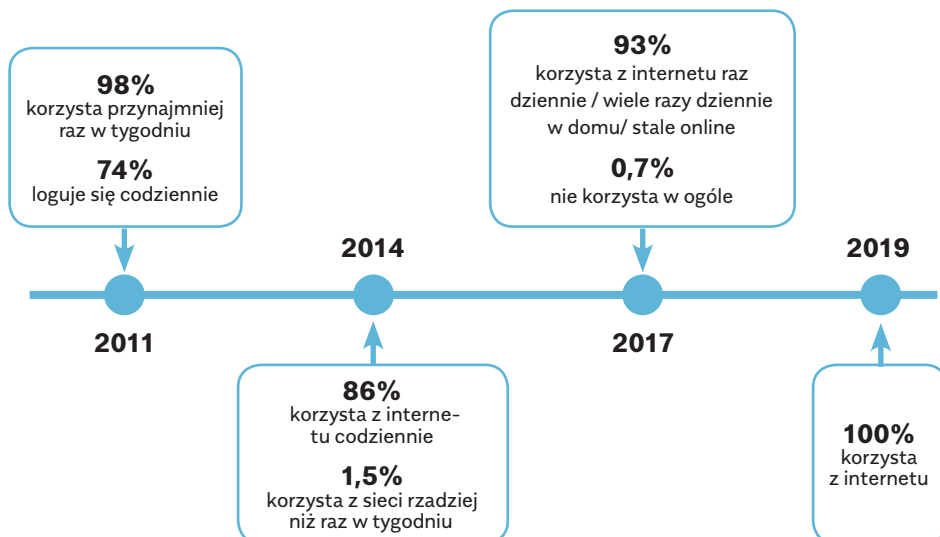 98%
korzysta przynajmniej
raz w tygodniu
74%
loguje się codziennie
2011
2014
86%
korzysta z interne-
tu codziennie
1,5%
korzysta z sieci rzadziej
niż raz w tygodniu
93%
korzysta z internetu raz
dziennie / wiele razy dziennie
w domu/ stale online
0,7%
nie korzysta w ogóle
2017
2019
100%
korzysta
z internetu